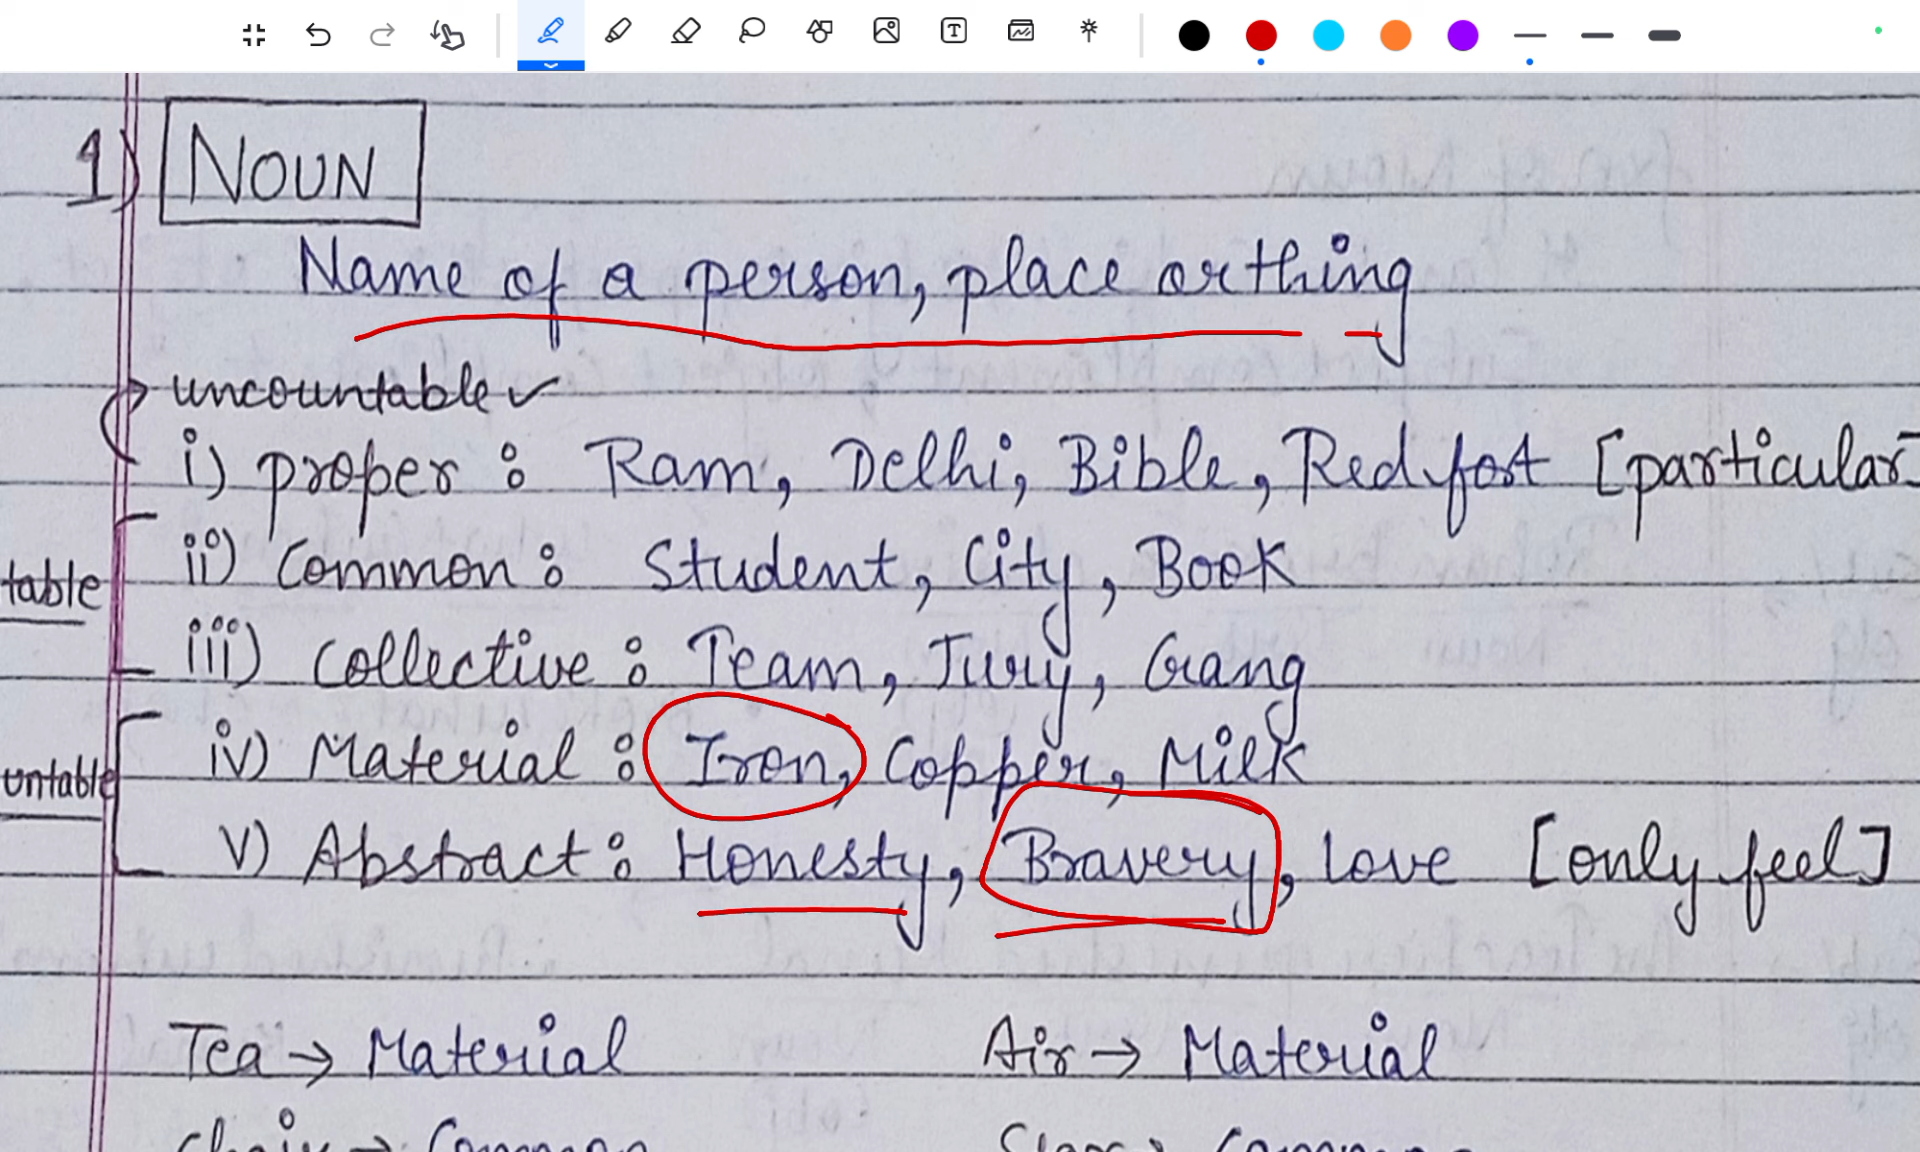 1) NOUN
Name of a person, place or thing
uncountable ✓
i) proper : Ram, Delhi, Bible, Red fort [particular]
ii) Common : Student, City, Book
table
iii) Collective : Team, Jury, Gang
iv) Material : Iron, Copper, Milk
untable
v) Abstract : Honesty, Bravery, Love [only feel]
Tea → Material Air → Material
Chair → Common